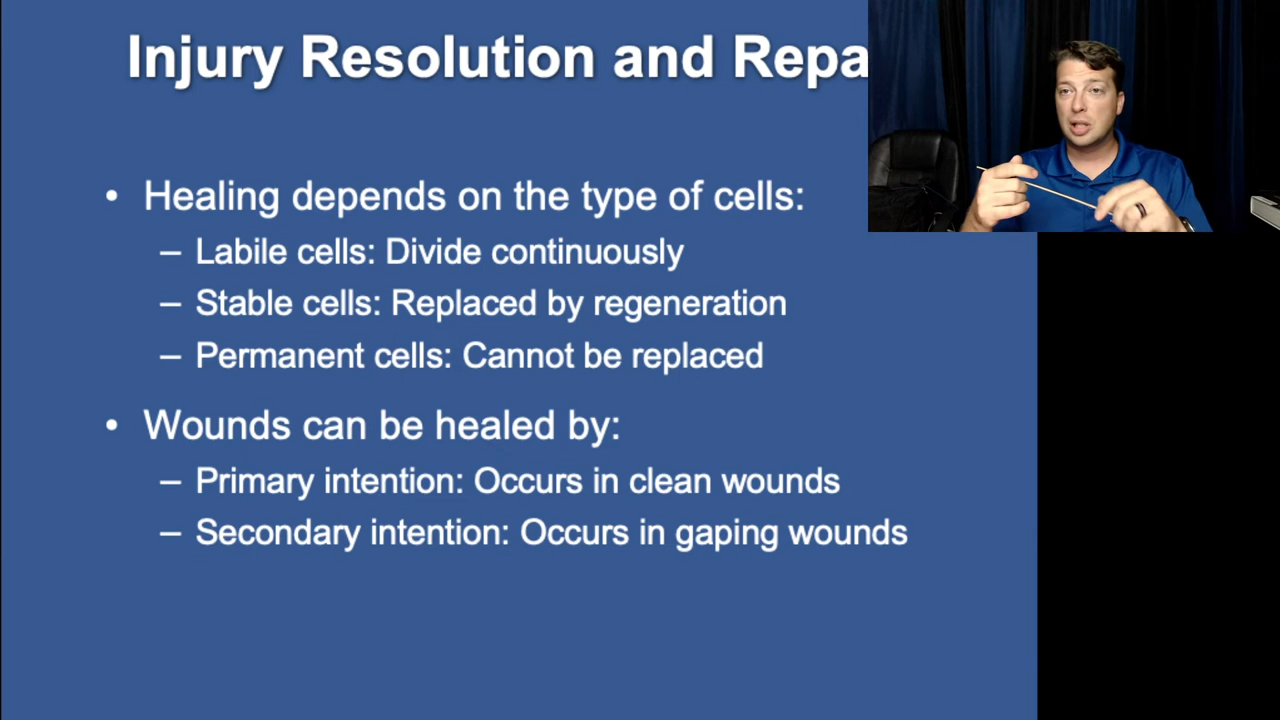 Injury Resolution and Repa
• Healing depends on the type of cells:
– Labile cells: Divide continuously
– Stable cells: Replaced by regeneration
– Permanent cells: Cannot be replaced
• Wounds can be healed by:
– Primary intention: Occurs in clean wounds
– Secondary intention: Occurs in gaping wounds